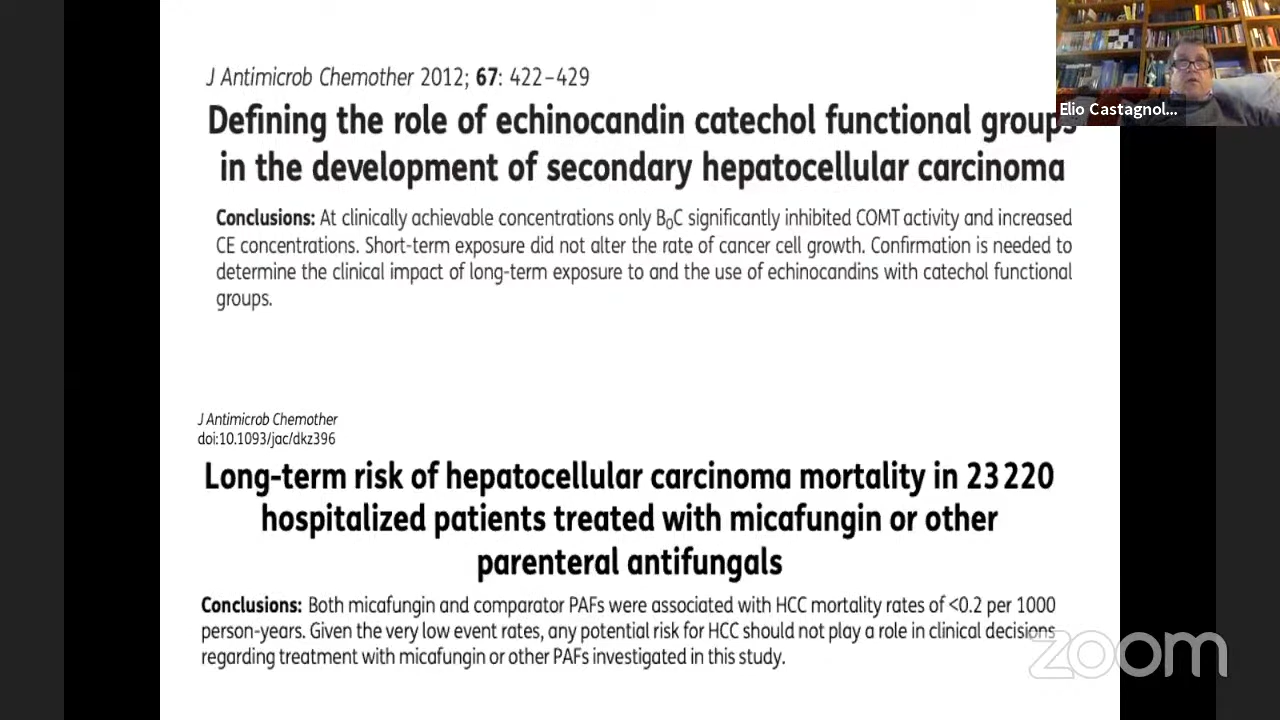 J Antimicrob Chemother 2012; 67: 422–429
Defining the role of echinocandin catechol functional groups
in the development of secondary hepatocellular carcinoma
Conclusions: At clinically achievable concentrations only B₀C significantly inhibited COMT activity and increased
CE concentrations. Short-term exposure did not alter the rate of cancer cell growth. Confirmation is needed to
determine the clinical impact of long-term exposure to and the use of echinocandins with catechol functional
groups.
Elio Castagnol...
J Antimicrob Chemother
doi:10.1093/jac/dkz396
Long-term risk of hepatocellular carcinoma mortality in 23 220
hospitalized patients treated with micafungin or other
parenteral antifungals
Conclusions: Both micafungin and comparator PAFs were associated with HCC mortality rates of <0.2 per 1000
person-years. Given the very low event rates, any potential risk for HCC should not play a role in clinical decisions
regarding treatment with micafungin or other PAFs investigated in this study.
zoom